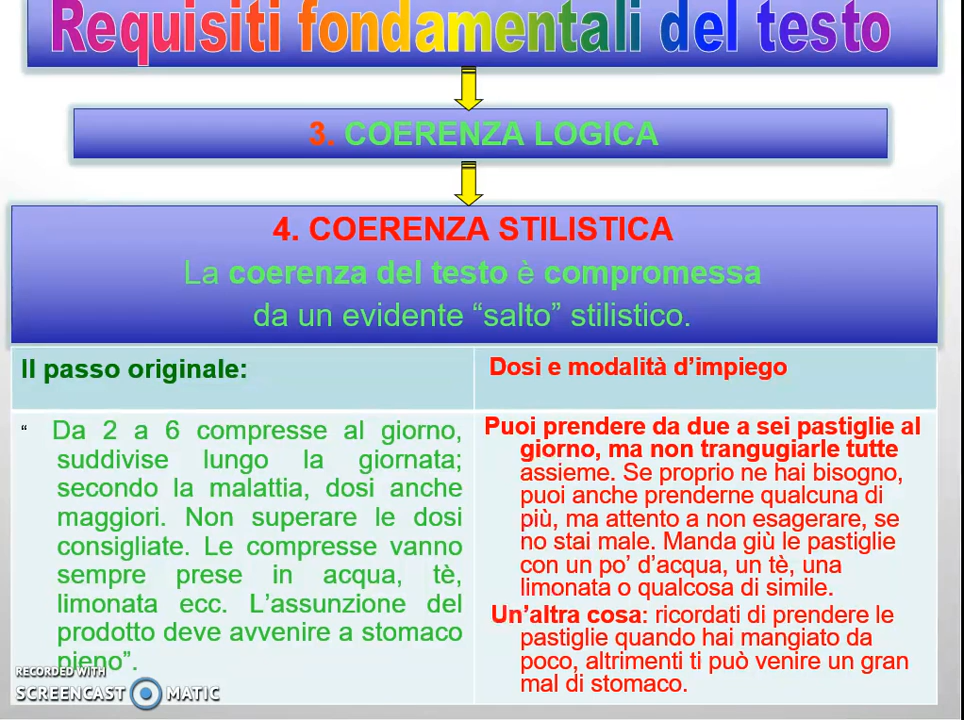 Requisiti fondamentali del testo
3. COERENZA LOGICA
4. COERENZA STILISTICA
La coerenza del testo è compromessa
da un evidente “salto” stilistico.
Il passo originale:
“ Da 2 a 6 compresse al giorno,
suddivise lungo la giornata;
secondo la malattia, dosi anche
maggiori. Non superare le dosi
consigliate. Le compresse vanno
sempre prese in acqua, tè,
limonata ecc. L’assunzione del
prodotto deve avvenire a stomaco
pieno”.
Dosi e modalità d’impiego
Puoi prendere da due a sei pastiglie al
giorno, ma non trangugiarle tutte
assieme. Se proprio ne hai bisogno,
puoi anche prenderne qualcuna di
più, ma attento a non esagerare, se
no stai male. Manda giù le pastiglie
con un po’ d’acqua, un tè, una
limonata o qualcosa di simile.
Un’altra cosa: ricordati di prendere le
pastiglie quando hai mangiato da
poco, altrimenti ti può venire un gran
mal di stomaco.
RECORDED WITH
SCREENCAST MATIC